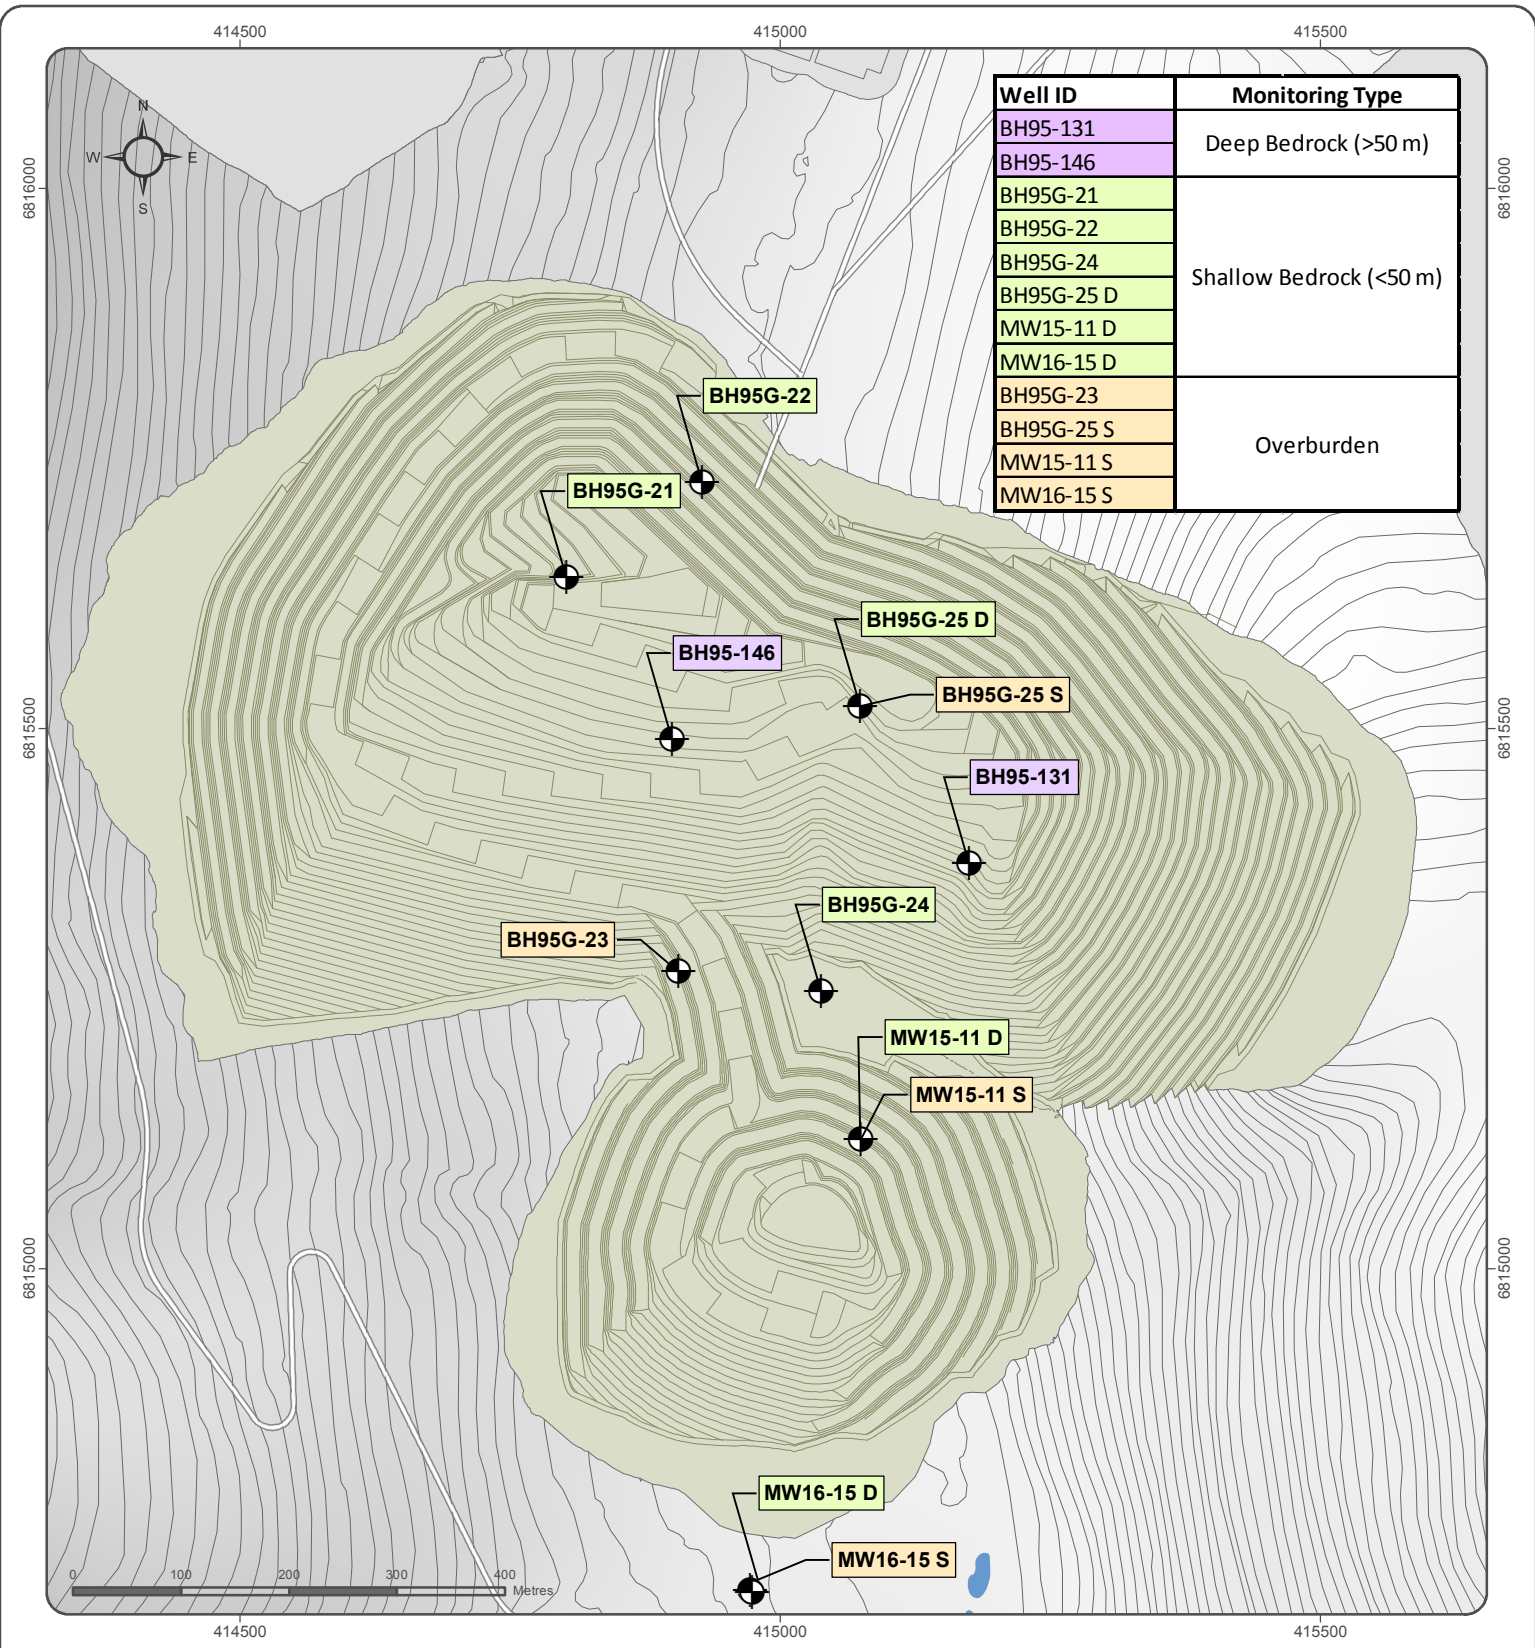 414500
415000
415500
N
W
E
S
6816000
6816000
Well ID
Monitoring Type
BH95-131
BH95-146
Deep Bedrock (>50 m)
BH95G-21
BH95G-22
BH95G-24
BH95G-25 D
MW15-11 D
MW16-15 D
Shallow Bedrock (<50 m)
BH95G-23
BH95G-25 S
MW15-11 S
MW16-15 S
Overburden
BH95G-22
BH95G-21
BH95G-25 D
BH95-146
BH95G-25 S
6815500
6815500
BH95-131
BH95G-24
BH95G-23
MW15-11 D
MW15-11 S
6815000
6815000
MW16-15 D
MW16-15 S
0
100
200
300
400
Metres
414500
415000
415500